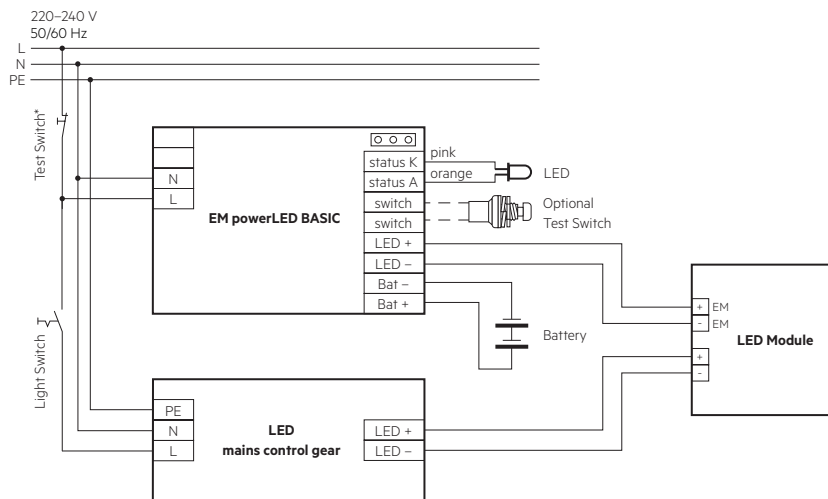 220–240 V
50/60 Hz
L
N
PE
Test Switch*
N
L
EM powerLED BASIC
status K
status A
switch
switch
LED +
LED –
Bat –
Bat +
pink
orange
LED
Optional
Test Switch
Battery
+ EM
- EM
+
-
LED Module
Light Switch
PE
N
L
LED
mains control gear
LED +
LED –